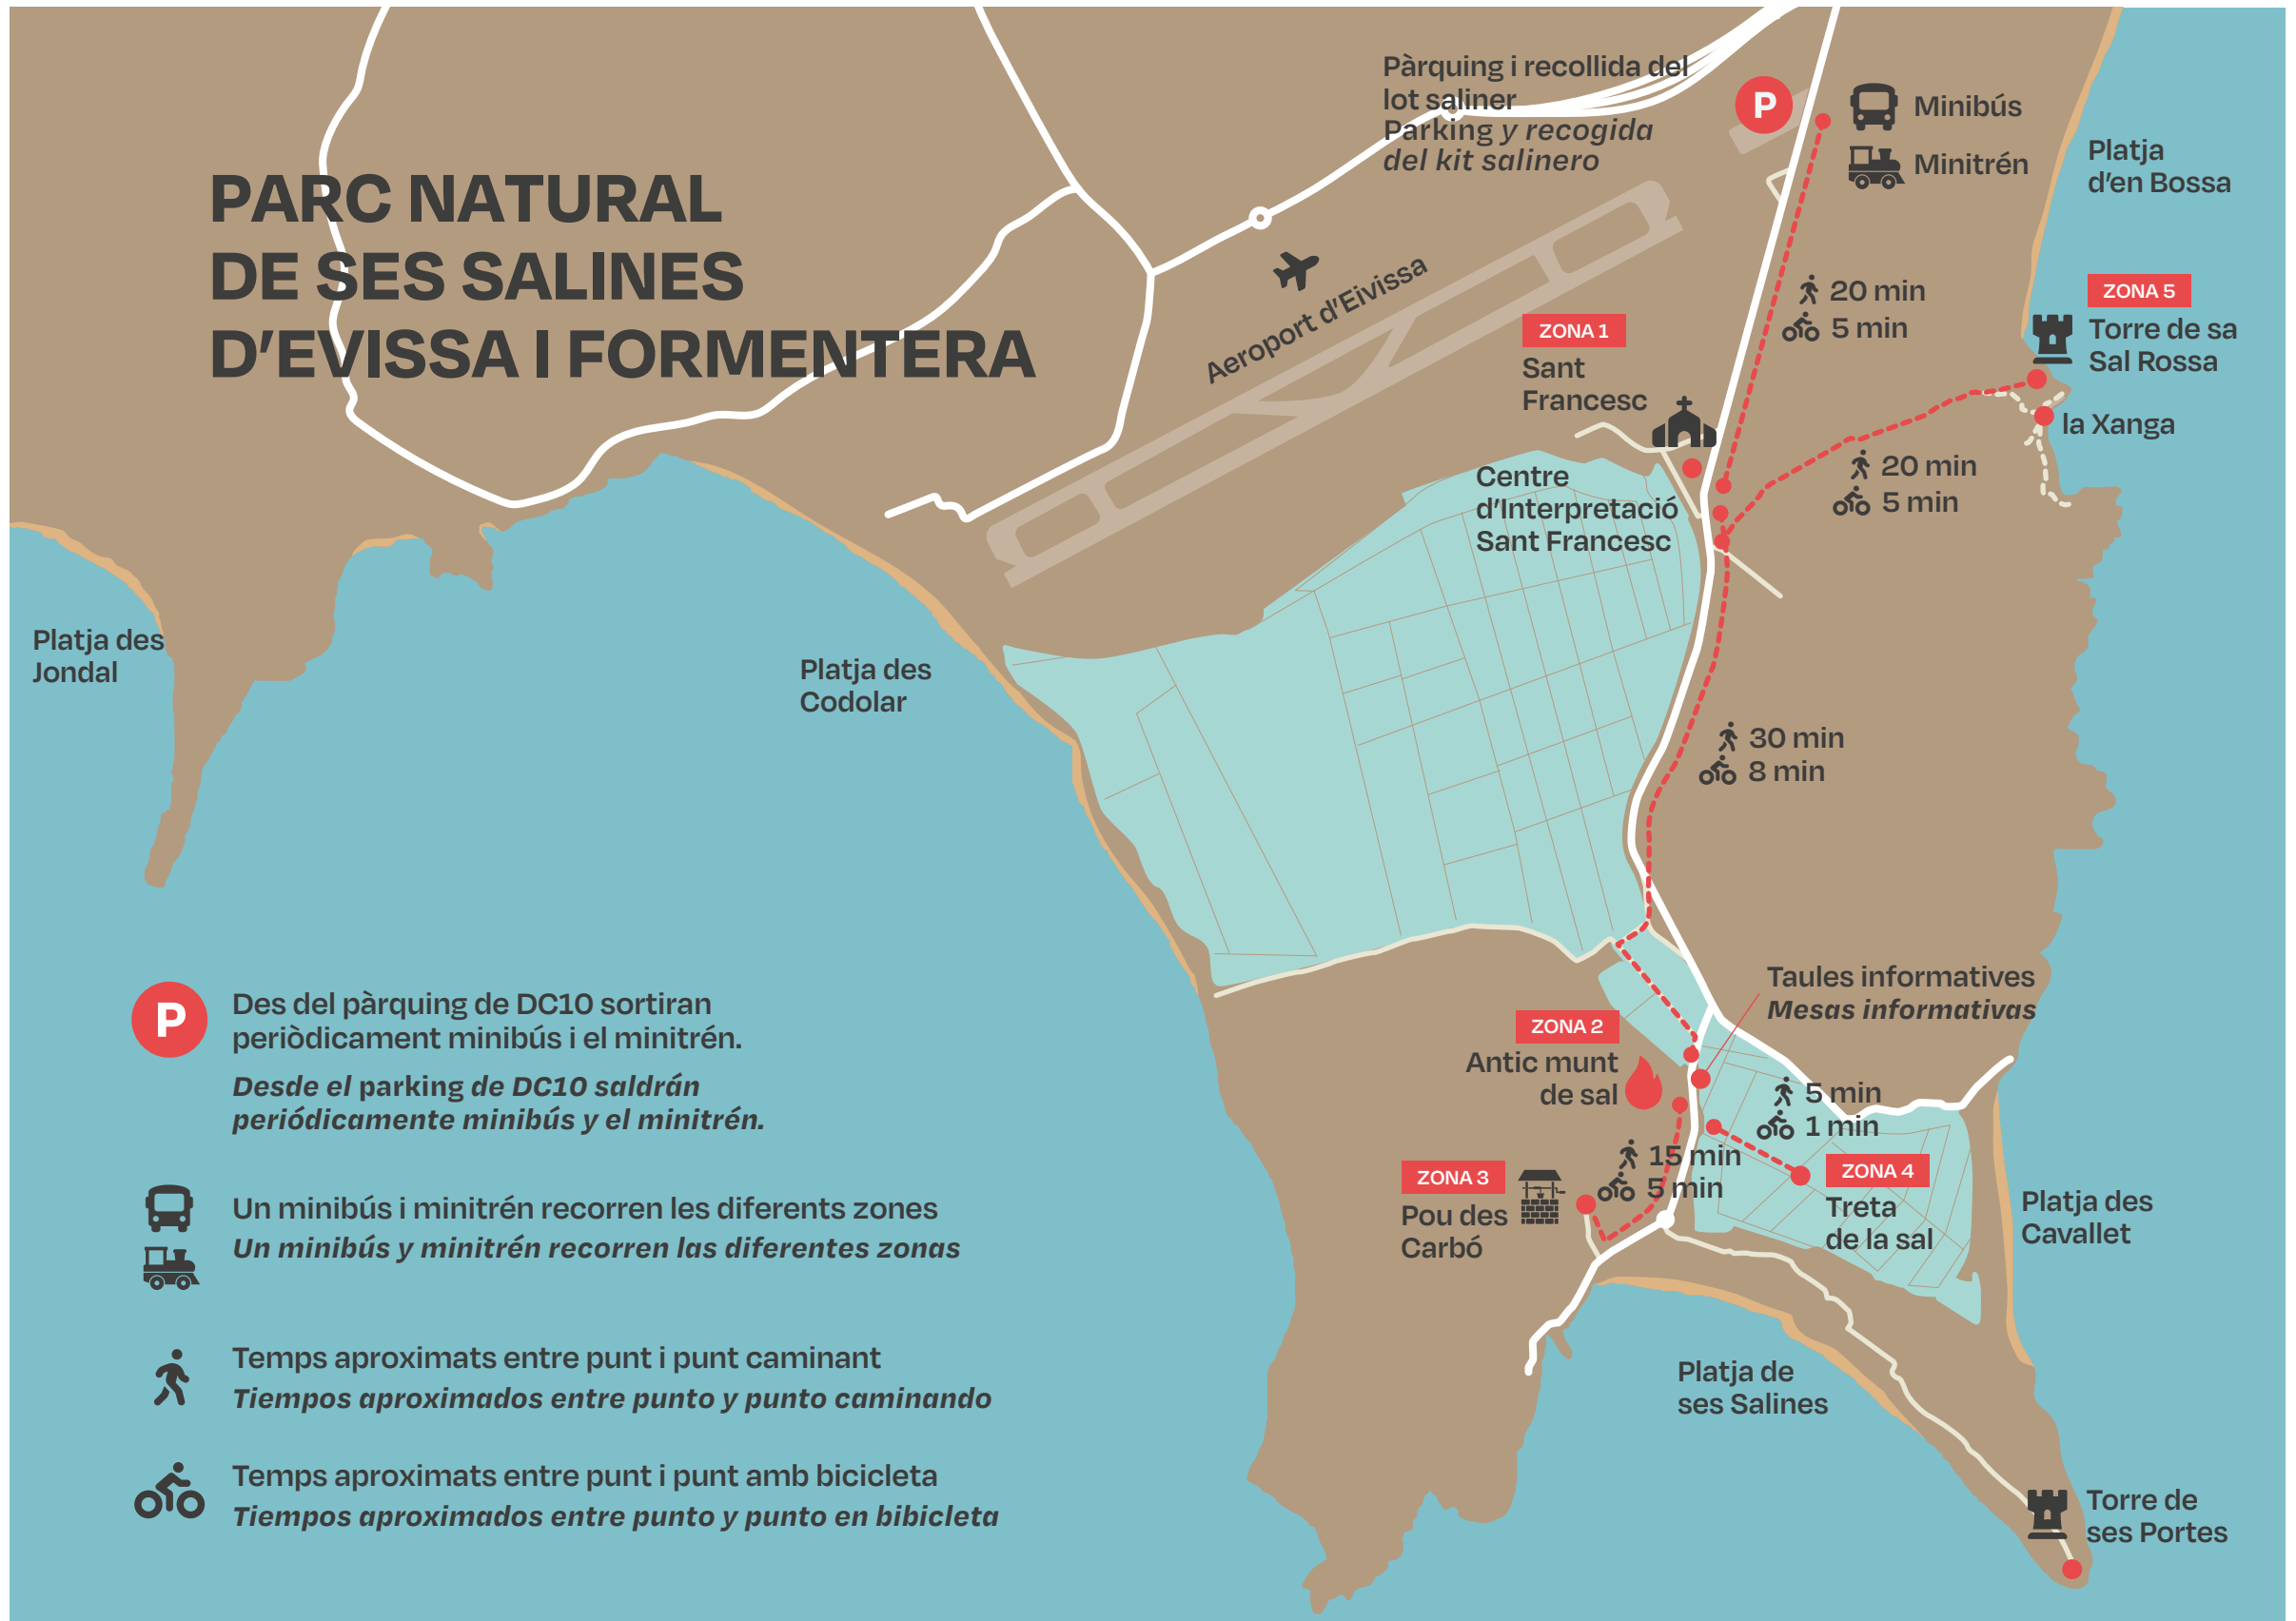 PARC NATURAL
DE SES SALINES
D'EVISSA I FORMENTERA
Pàrquing i recollida del
lot saliner
Parking y recogida
del kit salinero
P
Minibús
Minitrén
Platja
d'en Bossa
20 min
5 min
ZONA 5
Torre de sa
Sal Rossa
la Xanga
Aeroport d'Eivissa
ZONA 1
Sant
Francesc
Centre
d'Interpretació
Sant Francesc
20 min
5 min
Platja des
Jondal
Platja des
Codolar
30 min
8 min
Taules informatives
Mesas informativas
ZONA 2
Antic munt
de sal
5 min
1 min
15 min
5 min
ZONA 3
Pou des
Carbó
ZONA 4
Treta
de la sal
Platja des
Cavallet
Platja de
ses Salines
Torre de
ses Portes
P
Des del pàrquing de DC10 sortiran
periòdicament minibús i el minitrén.
Desde el parking de DC10 saldrán
periódicamente minibús y el minitrén.
Un minibús i minitrén recorren les diferents zones
Un minibús y minitrén recorren las diferentes zonas
Temps aproximats entre punt i punt caminant
Tiempos aproximados entre punto y punto caminando
Temps aproximats entre punt i punt amb bicicleta
Tiempos aproximados entre punto y punto en bibicleta